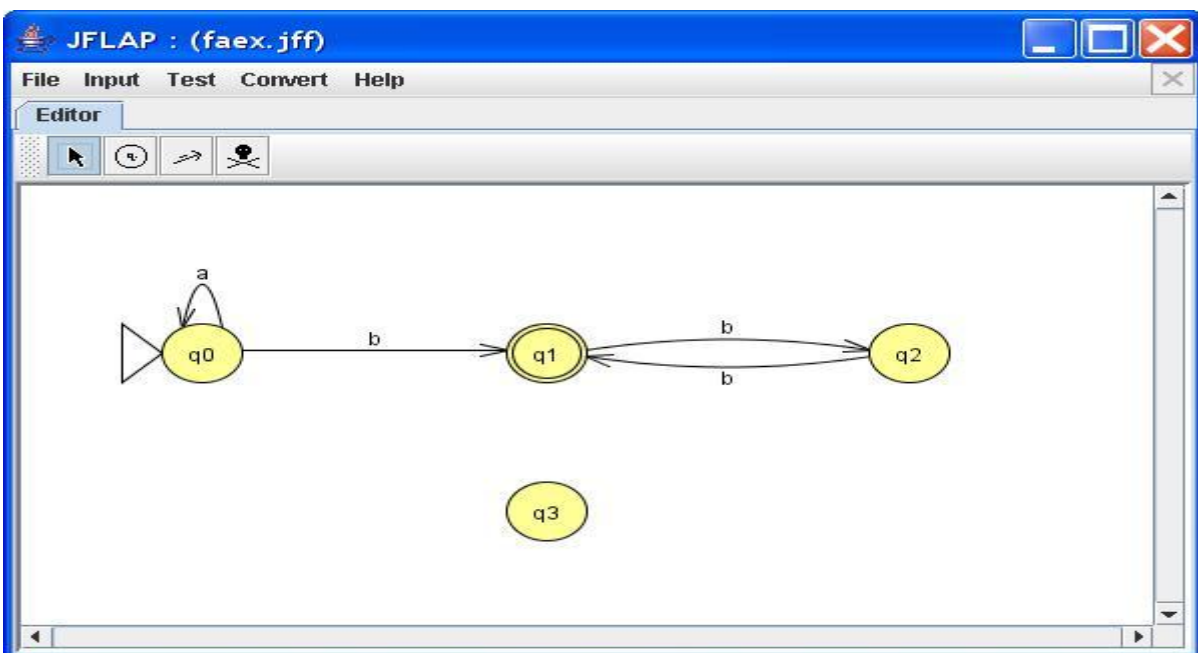 JFLAP : (faex.jff)
File Input Test Convert Help
Editor
a
b
b
q0
q1
q2
b
q3